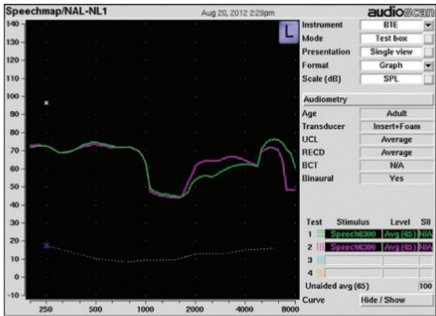 Speechmap/NAL-NL1 Aug 20, 2012 2:29pm audioscan
L
140
130
120
110
100
90
80
70
60
50
40
30
20
10
0
-10
250 500 1000 2000 4000 8000
Instrument BTE
Mode Test box
Presentation Single view
Format Graph
Scale (dB) SPL
Audiometry
Age Adult
Transducer Insert+Foam
UCL Average
RECD Average
BCT N/A
Binaural Yes
Test Stimulus Level SII
1 Speech6300 Avg (65) N/A
2 Speech6300 Avg (65) N/A
3
4
Unaided avg (65) 100
Curve Hide / Show